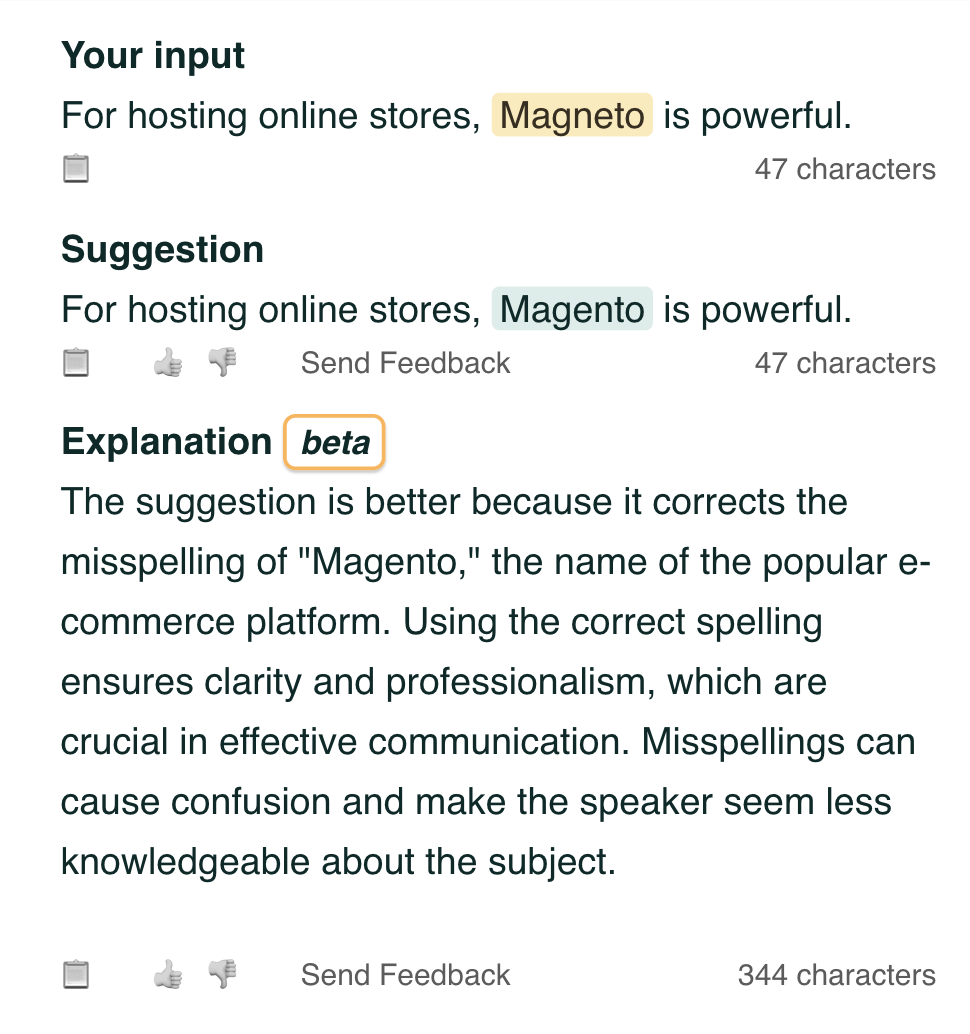 Your input
For hosting online stores, Magneto is powerful.
47 characters
Suggestion
For hosting online stores, Magento is powerful.
Send Feedback 47 characters
Explanation beta
The suggestion is better because it corrects the
misspelling of "Magento," the name of the popular e-
commerce platform. Using the correct spelling
ensures clarity and professionalism, which are
crucial in effective communication. Misspellings can
cause confusion and make the speaker seem less
knowledgeable about the subject.
Send Feedback 344 characters